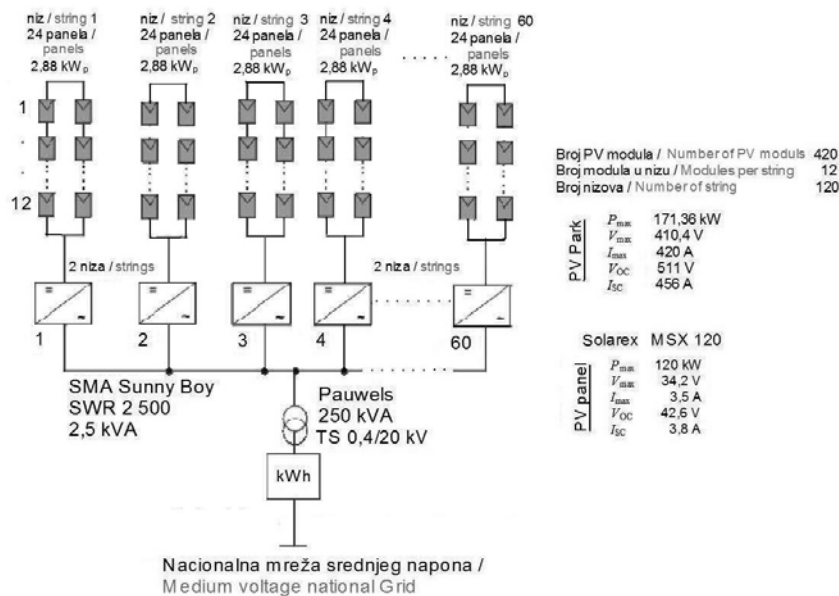 niz / string 1
24 panela /
panels
2,88 kWp
niz / string 2
24 panela /
panels
2,88 kWp
niz / string 3
24 panela /
panels
2,88 kWp
niz / string 4
24 panela /
panels
2,88 kWp
niz / string 60
24 panela /
panels
2,88 kWp
1
12
2 niza / strings
2 niza / strings
1
2
3
4
60
SMA Sunny Boy
SWR 2 500
2,5 kVA
Pauwels
250 kVA
TS 0,4/20 kV
kWh
Nacionalna mreža srednjeg napona /
Medium voltage national Grid
Broj PV modula / Number of PV moduls 420
Broj modula u nizu / Modules per string 12
Broj nizova / Number of string 120
PV Park
Pmax 171,36 kW
Vmax 410,4 V
Imax 420 A
VOC 511 V
ISC 456 A
Solarex MSX 120
PV panel
Pmax 120 kW
Vmax 34,2 V
Imax 3,5 A
VOC 42,6 V
ISC 3,8 A